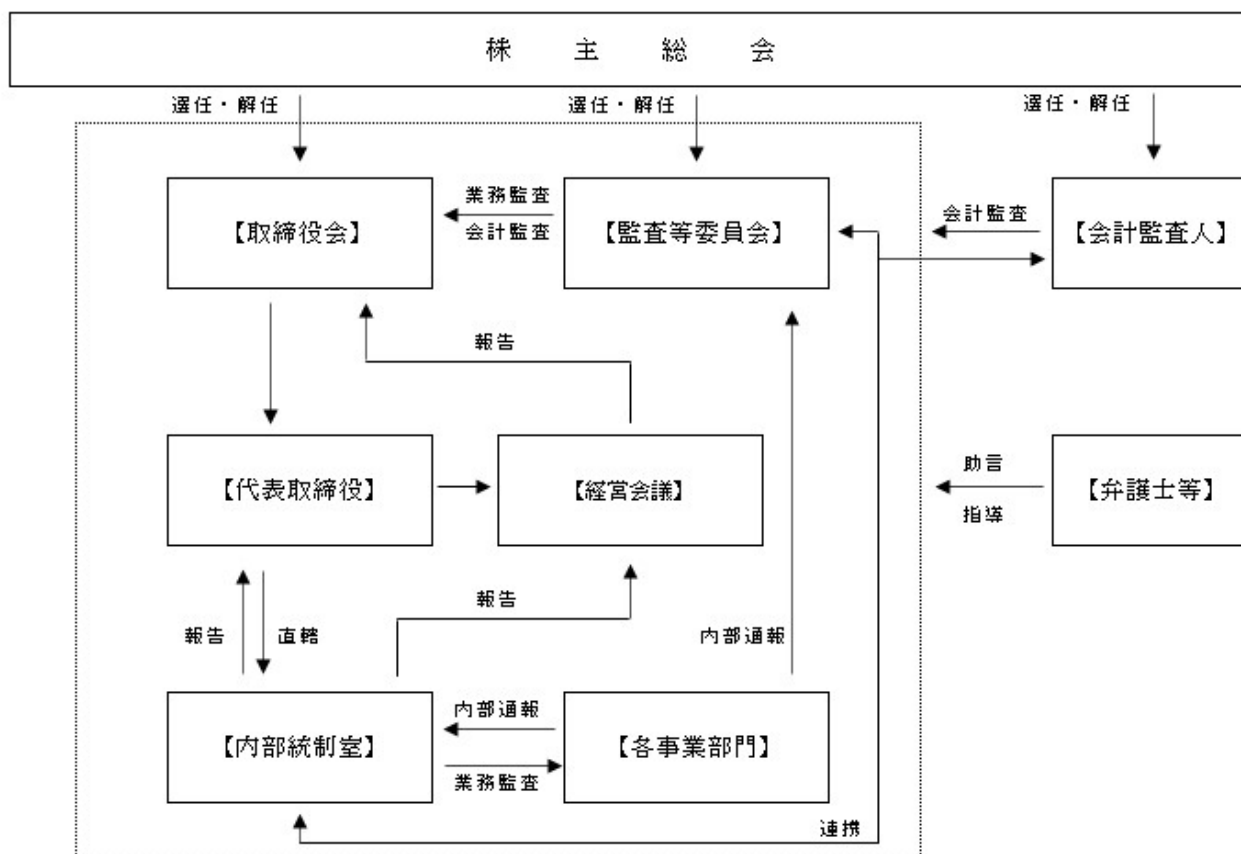 株主総会
選任・解任
選任・解任
選任・解任
【取締役会】
業務監査
会計監査
【監査等委員会】
会計監査
【会計監査人】
報告
【代表取締役】
【経営会議】
助言
指導
【弁護士等】
報告
直轄
報告
内部通報
【内部統制室】
内部通報
業務監査
【各事業部門】
連携